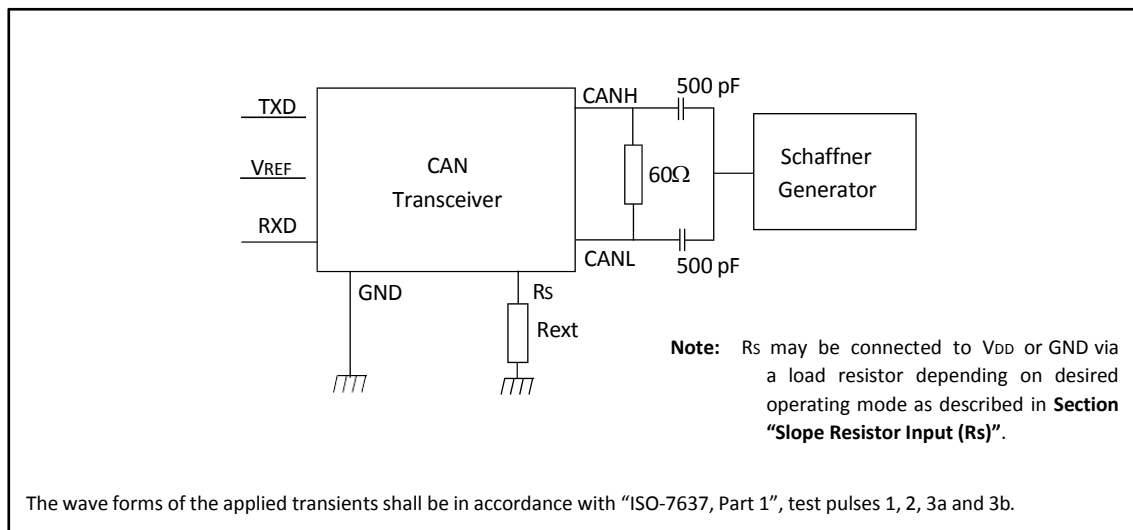 500 pF
CANH
TXD
Schaffner
Generator
VREF
CAN
Transceiver
60Ω
RXD
CANL
500 pF
GND
Rs
Rext
Note: Rs may be connected to VDD or GND via
a load resistor depending on desired
operating mode as described in Section
“Slope Resistor Input (Rs)”.
The wave forms of the applied transients shall be in accordance with “ISO-7637, Part 1”, test pulses 1, 2, 3a and 3b.